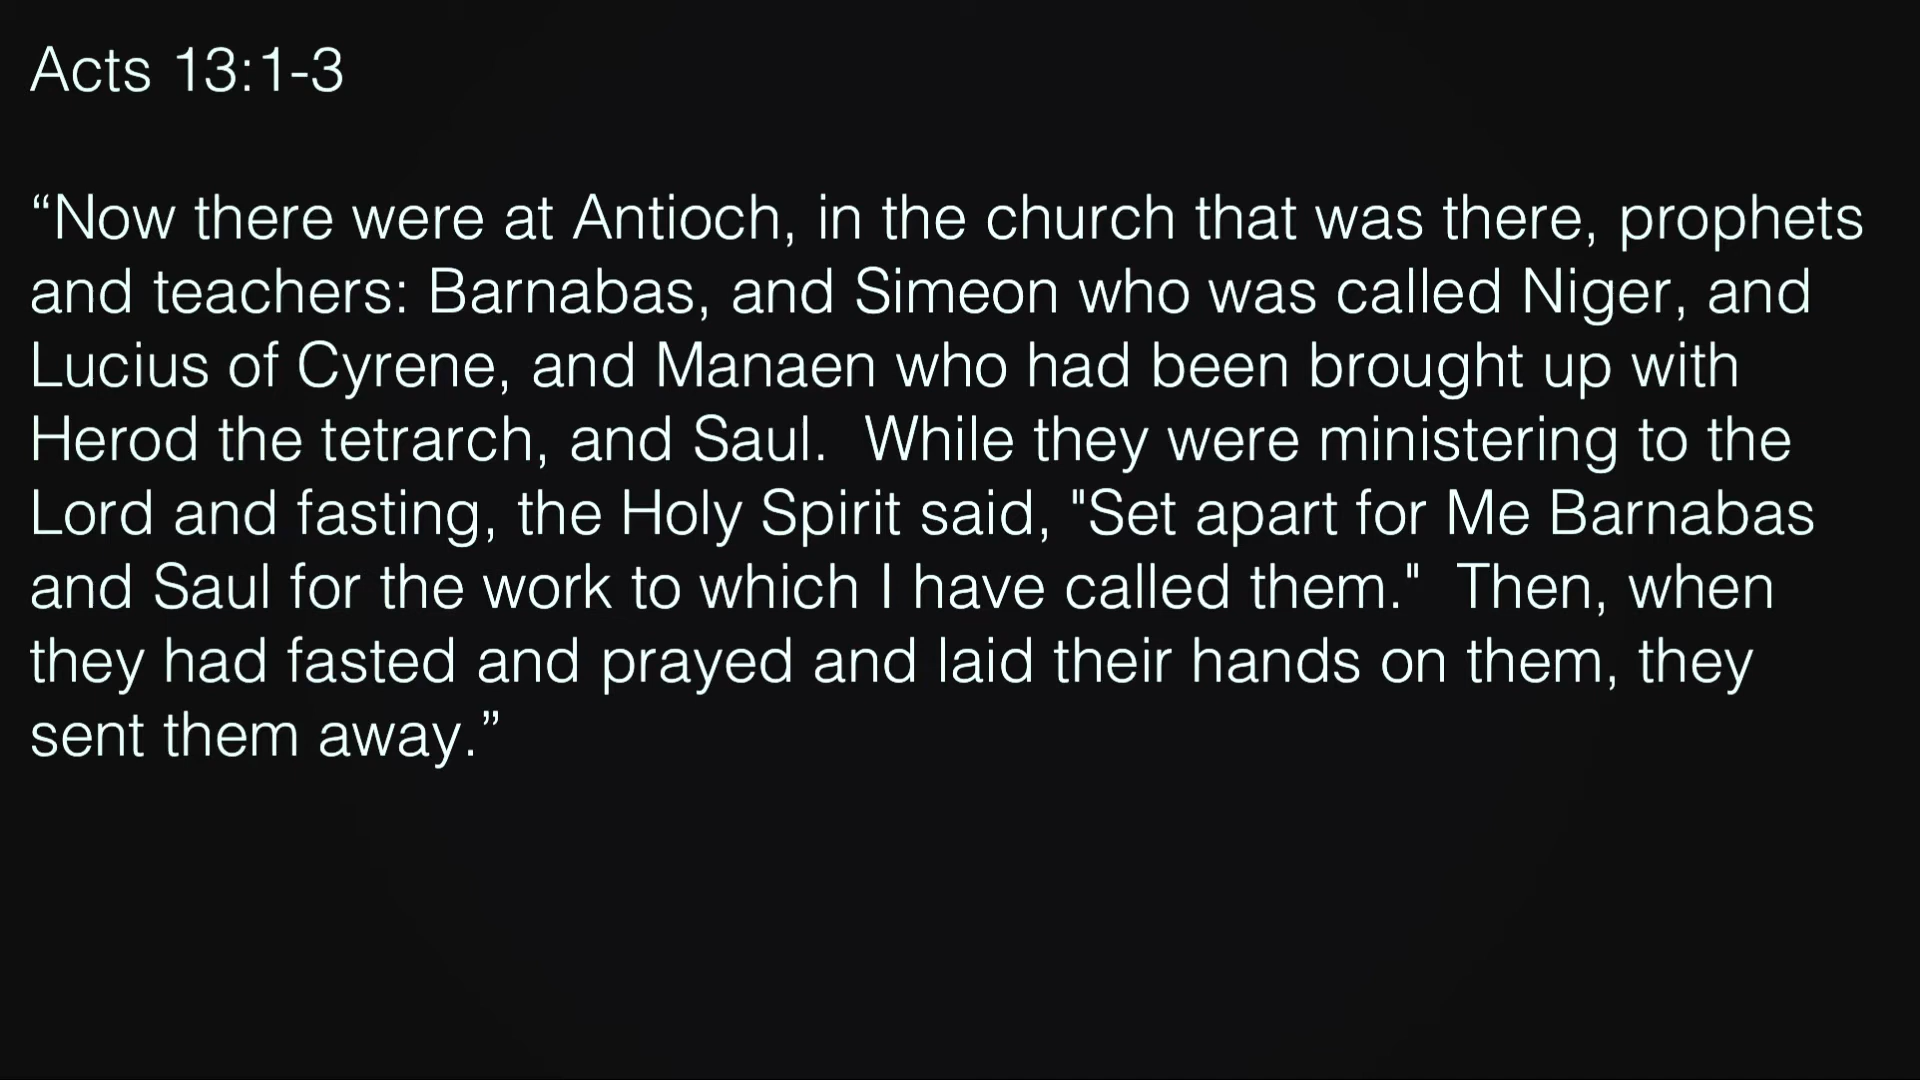 Acts 13:1-3
“Now there were at Antioch, in the church that was there, prophets
and teachers: Barnabas, and Simeon who was called Niger, and
Lucius of Cyrene, and Manaen who had been brought up with
Herod the tetrarch, and Saul.  While they were ministering to the
Lord and fasting, the Holy Spirit said, "Set apart for Me Barnabas
and Saul for the work to which I have called them."  Then, when
they had fasted and prayed and laid their hands on them, they
sent them away.”